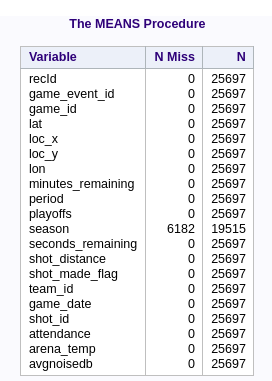 The MEANS Procedure
Variable N Miss N
recId 0 25697
game_event_id 0 25697
game_id 0 25697
lat 0 25697
loc_x 0 25697
loc_y 0 25697
lon 0 25697
minutes_remaining 0 25697
period 0 25697
playoffs 0 25697
season 6182 19515
seconds_remaining 0 25697
shot_distance 0 25697
shot_made_flag 0 25697
team_id 0 25697
game_date 0 25697
shot_id 0 25697
attendance 0 25697
arena_temp 0 25697
avgnoisedb 0 25697